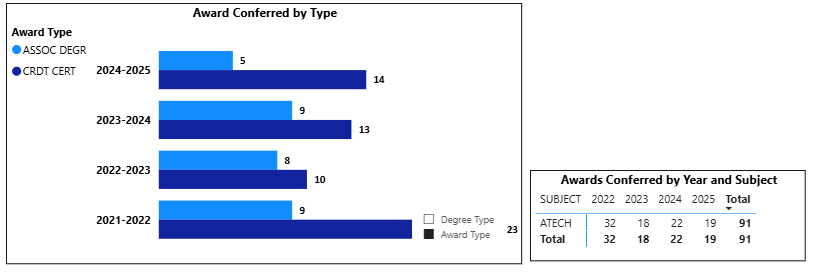 Award Conferred by Type
Award Type
ASSOC DEGR
CRDT CERT
2024-2025
5
14
2023-2024
9
13
2022-2023
8
10
2021-2022
9
23
Degree Type
Award Type
Awards Conferred by Year and Subject
SUBJECT 2022 2023 2024 2025 Total
ATECH 32 18 22 19 91
Total 32 18 22 19 91